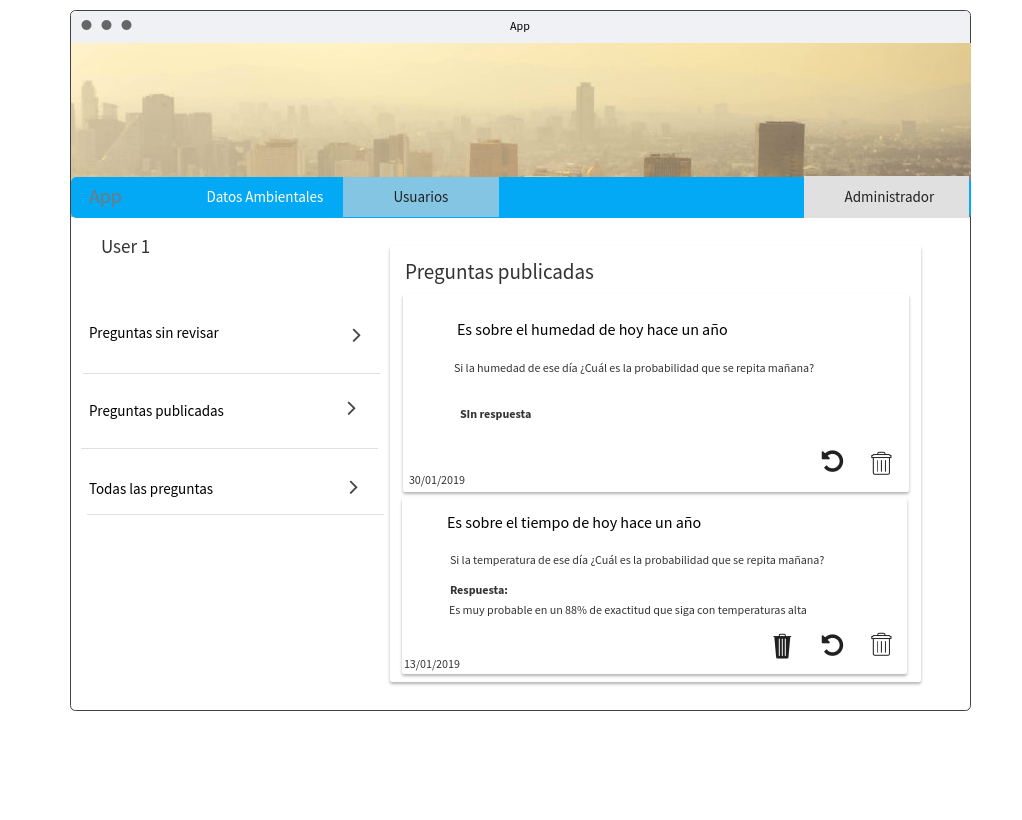 App
App
Datos Ambientales
Usuarios
Administrador
User 1
Preguntas sin revisar
Preguntas publicadas
Todas las preguntas
Preguntas publicadas
Es sobre el humedad de hoy hace un año
Si la humedad de ese día ¿Cuál es la probabilidad que se repita mañana?
Sin respuesta
30/01/2019
Es sobre el tiempo de hoy hace un año
Si la temperatura de ese día ¿Cuál es la probabilidad que se repita mañana?
Respuesta:
Es muy probable en un 88% de exactitud que siga con temperaturas alta
13/01/2019